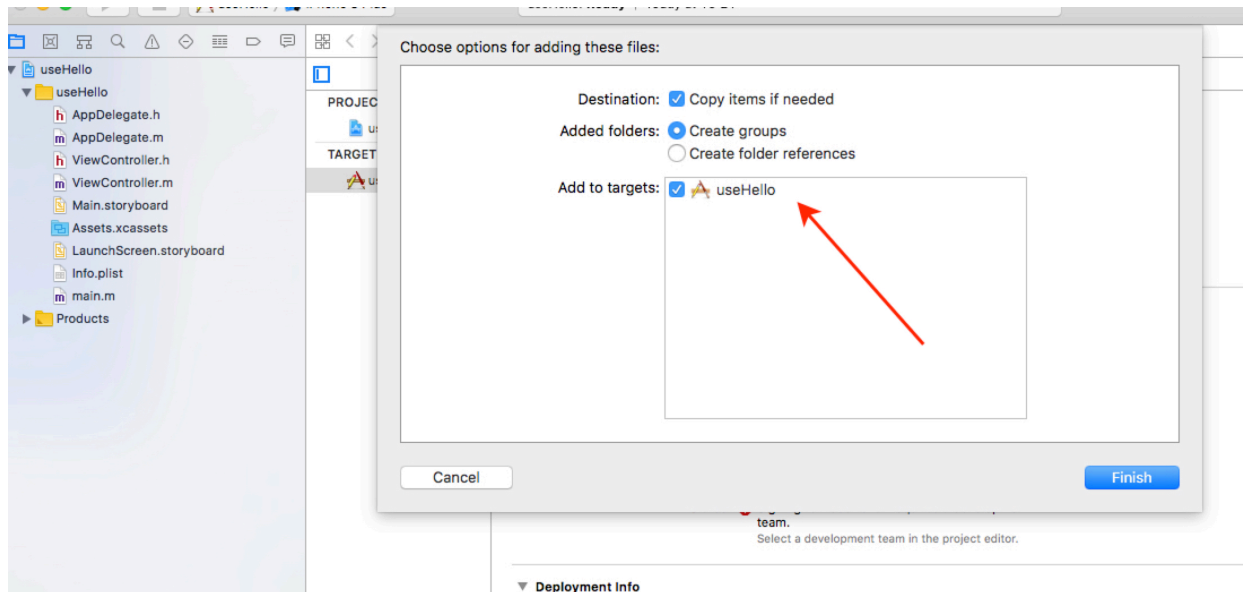 Choose options for adding these files:
useHello
useHello
AppDelegate.h
AppDelegate.m
ViewController.h
ViewController.m
Main.storyboard
Assets.xcassets
LaunchScreen.storyboard
Info.plist
main.m
Products
PROJEC
TARGET
Destination: Copy items if needed
Added folders: Create groups
Create folder references
Add to targets: useHello
Cancel
Finish
team.
Select a development team in the project editor.
Deployment Info